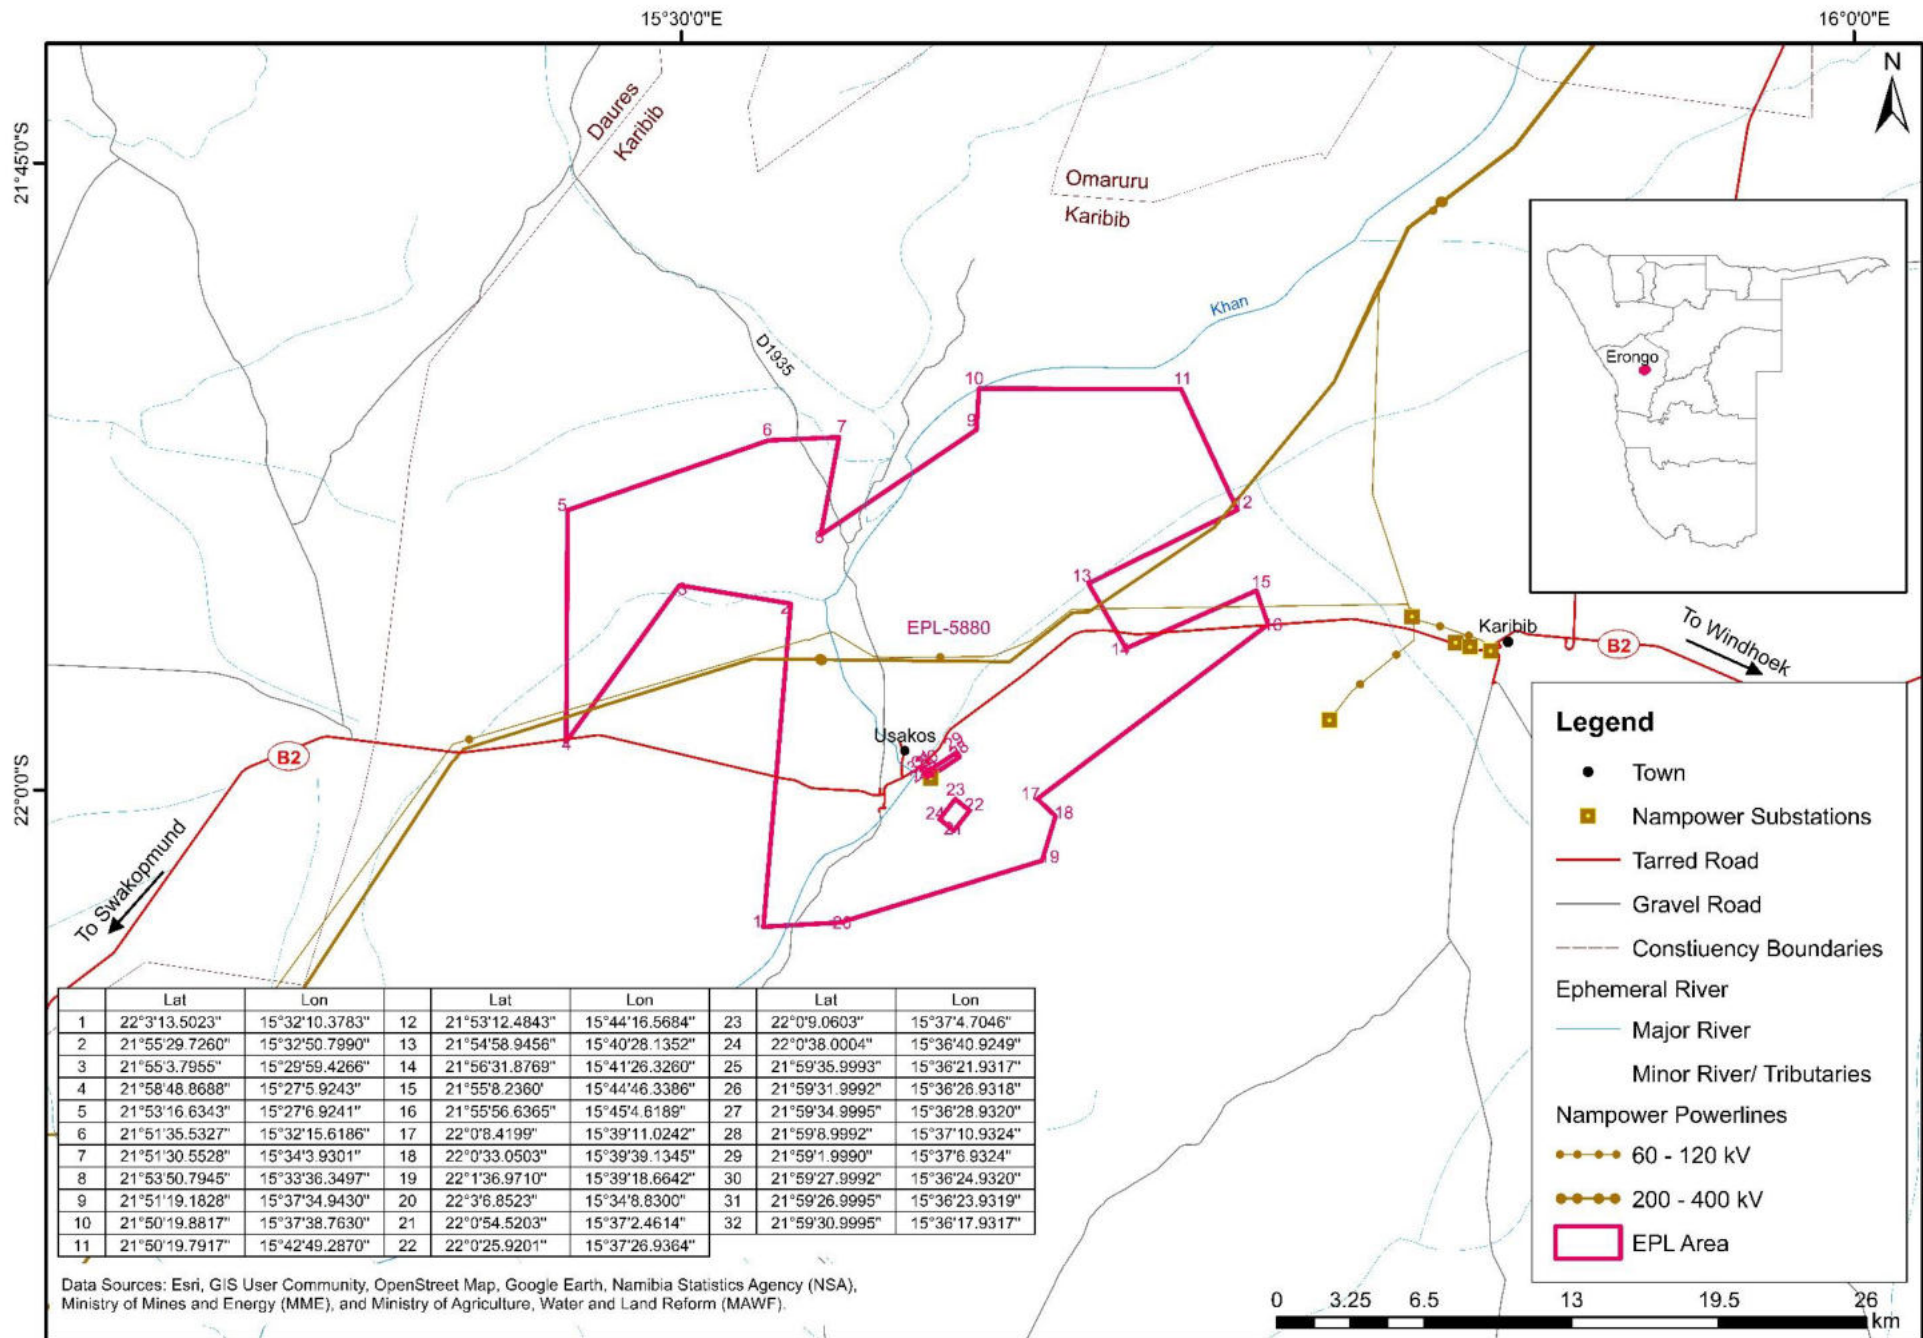 15°30'0"E
16°0'0"E
N
21°45'0"S
22°0'0"S
Daures
Karibib
Omaruru
Karibib
Khan
D1935
Erongo
10
11
9
6
7
5
8
12
13
15
3
2
EPL-5880
14
16
Karibib
B2
To Windhoek
4
B2
Usakos
29
28
23
22
24
21
17
18
19
1
20
To Swakopmund
Legend
Town
Nampower Substations
Tarred Road
Gravel Road
Constiuency Boundaries
Ephemeral River
Major River
Minor River/ Tributaries
Nampower Powerlines
60 - 120 kV
200 - 400 kV
EPL Area
Lat Lon Lat Lon Lat Lon
1 22°3'13.5023" 15°32'10.3783" 12 21°53'12.4843" 15°44'16.5684" 23 22°0'9.0603" 15°37'4.7046"
2 21°55'29.7260" 15°32'50.7990" 13 21°54'58.9456" 15°40'28.1352" 24 22°0'38.0004" 15°36'40.9249"
3 21°55'3.7955" 15°29'59.4266" 14 21°56'31.8769" 15°41'26.3260" 25 21°59'35.9993" 15°36'21.9317"
4 21°58'48.8688" 15°27'5.9243" 15 21°55'8.2360' 15°44'46.3386" 26 21°59'31.9992" 15°36'26.9318"
5 21°53'16.6343" 15°27'6.9241" 16 21°55'56.6365" 15°45'4.6189" 27 21°59'34.9995" 15°36'28.9320"
6 21°51'35.5327" 15°32'15.6186" 17 22°0'8.4199" 15°39'11.0242" 28 21°59'8.9992" 15°37'10.9324"
7 21°51'30.5528" 15°34'3.9301" 18 22°0'33.0503" 15°39'39.1345" 29 21°59'1.9990" 15°37'6.9324"
8 21°53'50.7945" 15°33'36.3497" 19 22°1'36.9710" 15°39'18.6642" 30 21°59'27.9992" 15°36'24.9320"
9 21°51'19.1828" 15°37'34.9430" 20 22°3'6.8523" 15°34'8.8300" 31 21°59'26.9995" 15°36'23.9319"
10 21°50'19.8817" 15°37'38.7630" 21 22°0'54.5203" 15°37'2.4614" 32 21°59'30.9995" 15°36'17.9317"
11 21°50'19.7917" 15°42'49.2870" 22 22°0'25.9201" 15°37'26.9364"
Data Sources: Esri, GIS User Community, OpenStreet Map, Google Earth, Namibia Statistics Agency (NSA),
Ministry of Mines and Energy (MME), and Ministry of Agriculture, Water and Land Reform (MAWF).
0 3.25 6.5 13 19.5 26
km